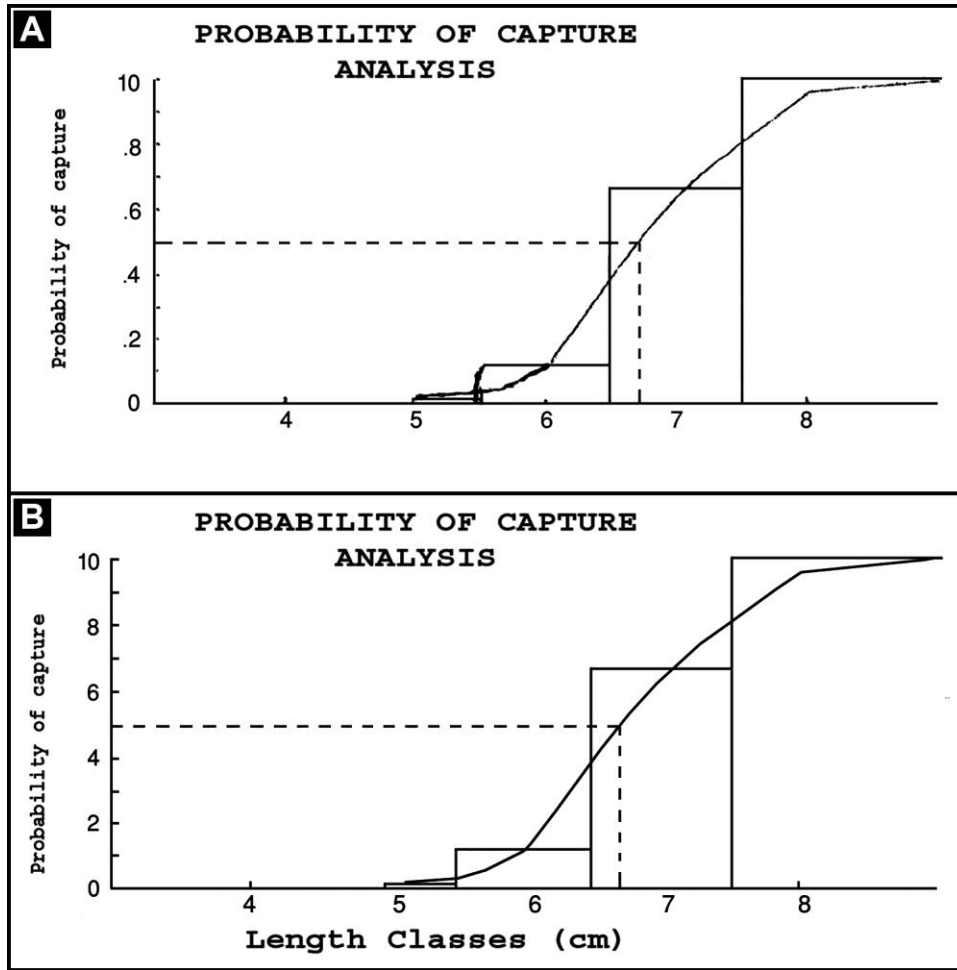 A
PROBABILITY OF CAPTURE
ANALYSIS
Probability of capture
10
.8
.6
.4
.2
0
4 5 6 7 8
B
PROBABILITY OF CAPTURE
ANALYSIS
Probability of capture
10
8
6
4
2
0
4 5 6 7 8
Length Classes (cm)